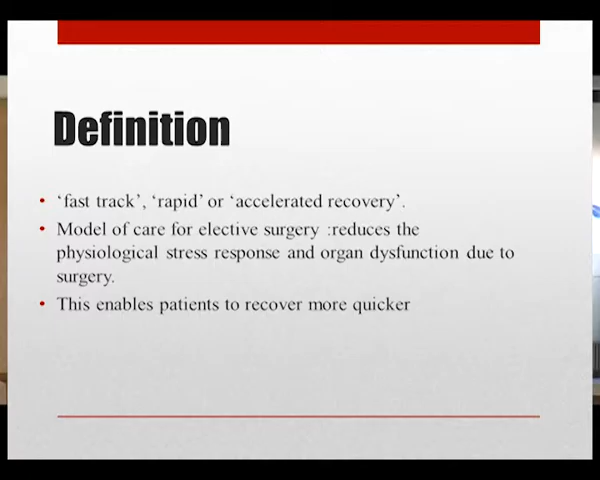 Definition
• ‘fast track’, ‘rapid’ or ‘accelerated recovery’.
• Model of care for elective surgery :reduces the
physiological stress response and organ dysfunction due to
surgery.
• This enables patients to recover more quicker